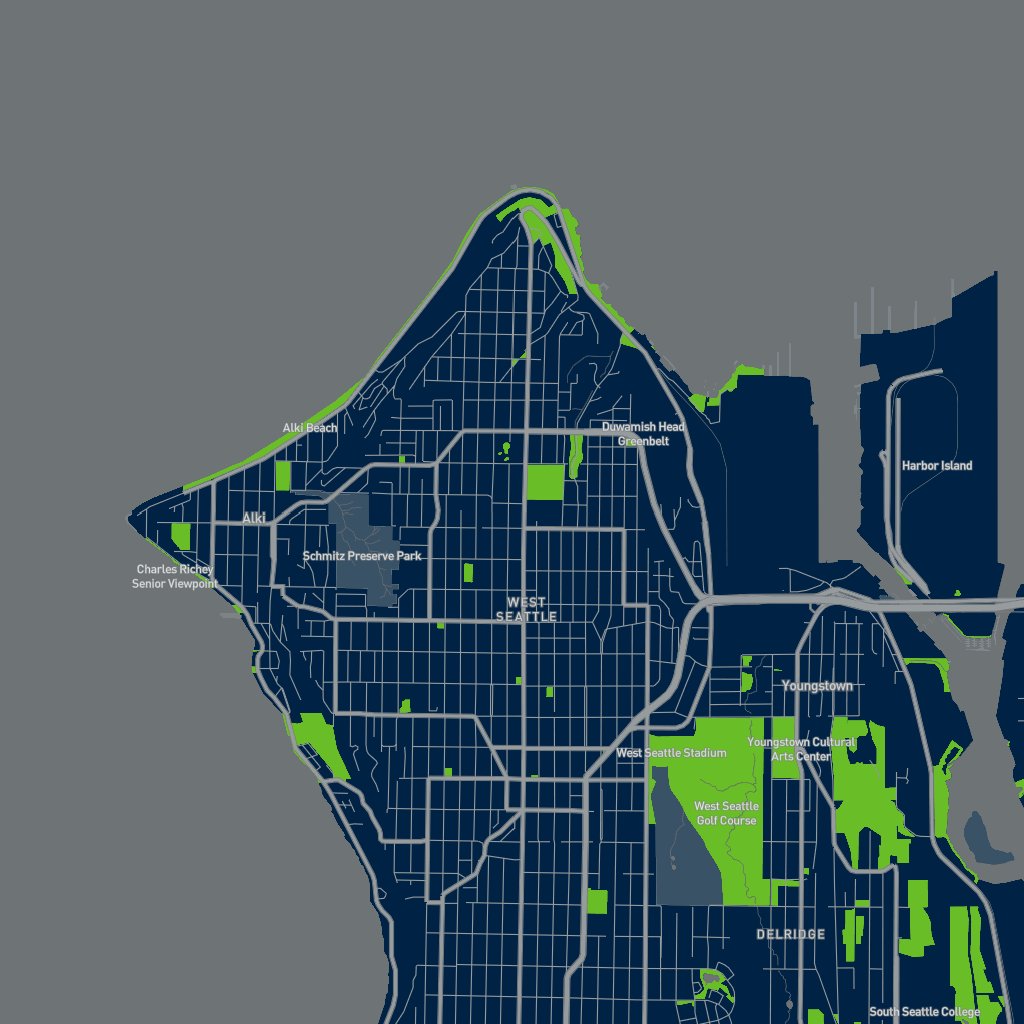 Alki Beach
Duwamish Head
Greenbelt
Harbor Island
Alki
Schmitz Preserve Park
Charles Richey
Senior Viewpoint
WEST
SEATTLE
Youngstown
West Seattle Stadium
Youngstown Cultural
Arts Center
West Seattle
Golf Course
DELRIDGE
South Seattle College